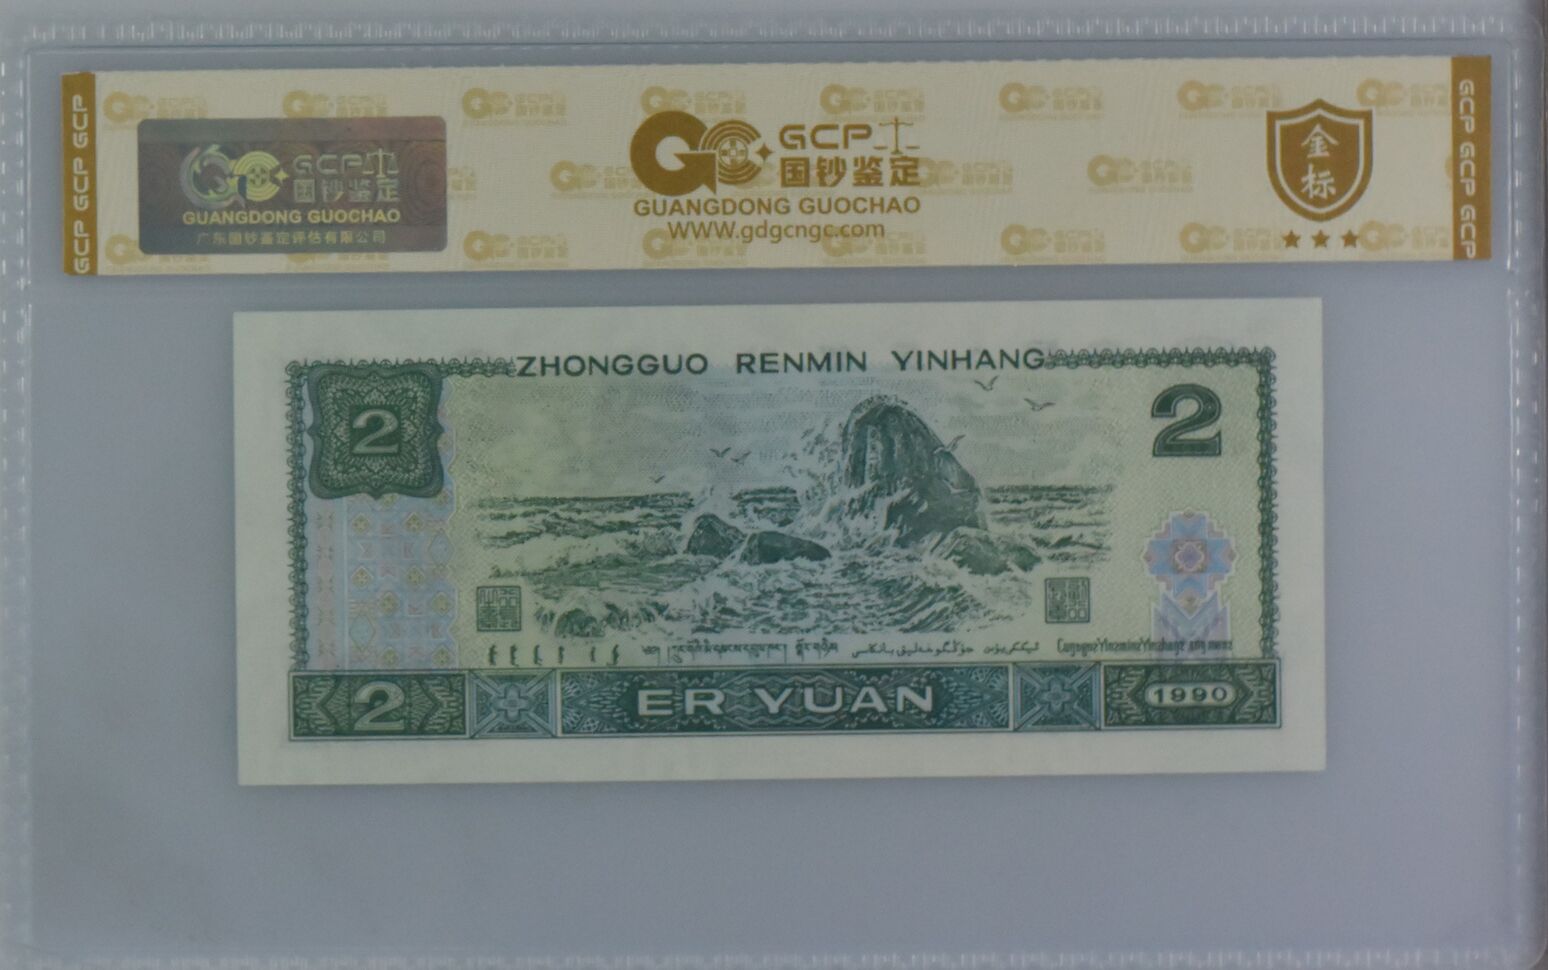 GCP GCP GCP
GCP
国钞鉴定
GUANGDONG GUOCHAO
广东国钞鉴定评估有限公司
GCP
国钞鉴定
GUANGDONG GUOCHAO
WWW.gdgcngc.com
金标
GCP GCP GCP
ZHONGGUO RENMIN YINHANG
2
2
2
ER YUAN
1990